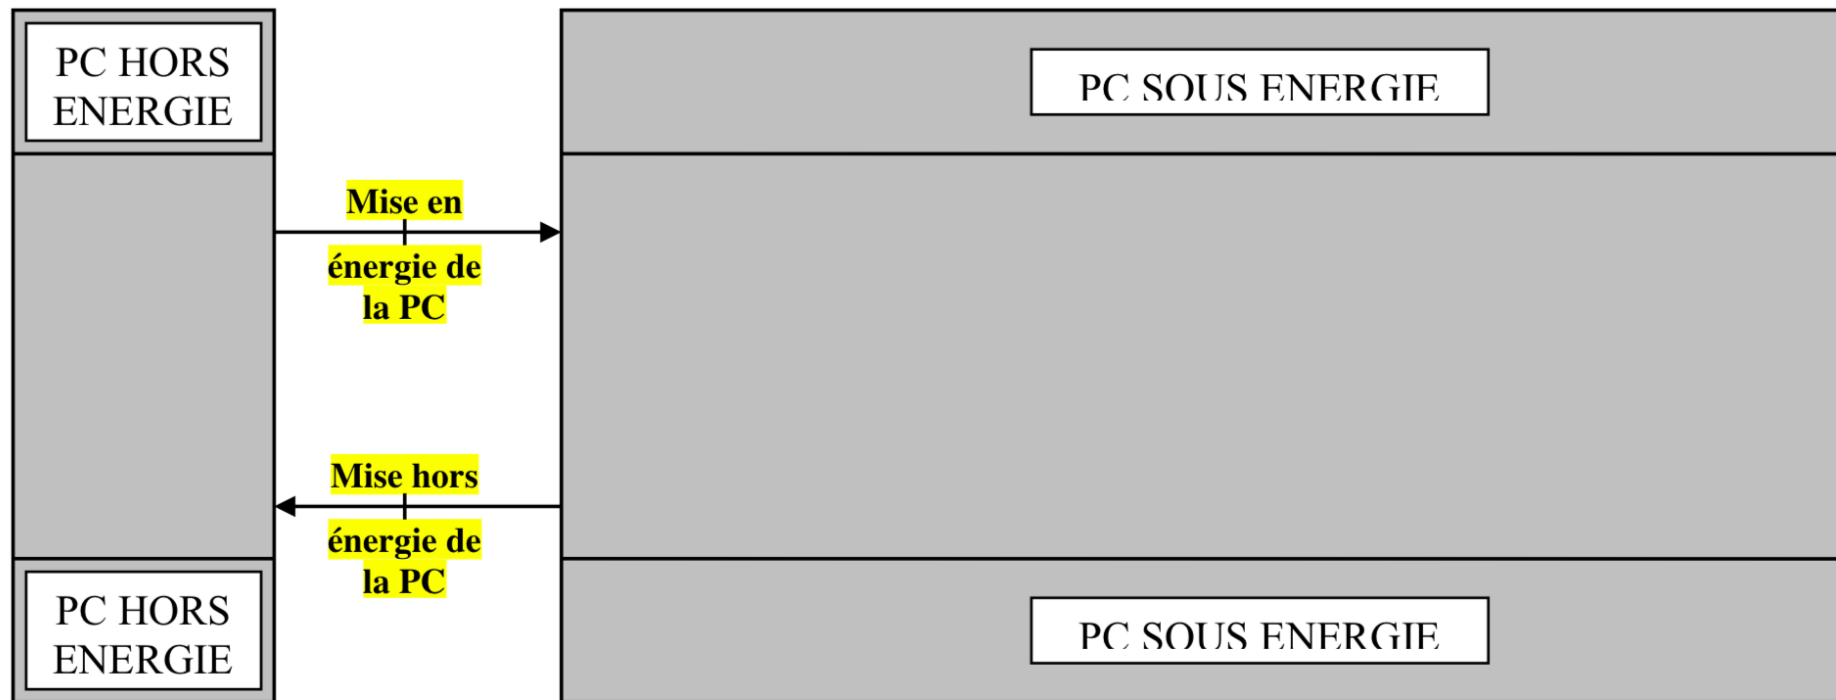 PC HORS
ENERGIE
PC SOUS ENERGIE
Mise en
énergie de
la PC
Mise hors
énergie de
la PC
PC HORS
ENERGIE
PC SOUS ENERGIE